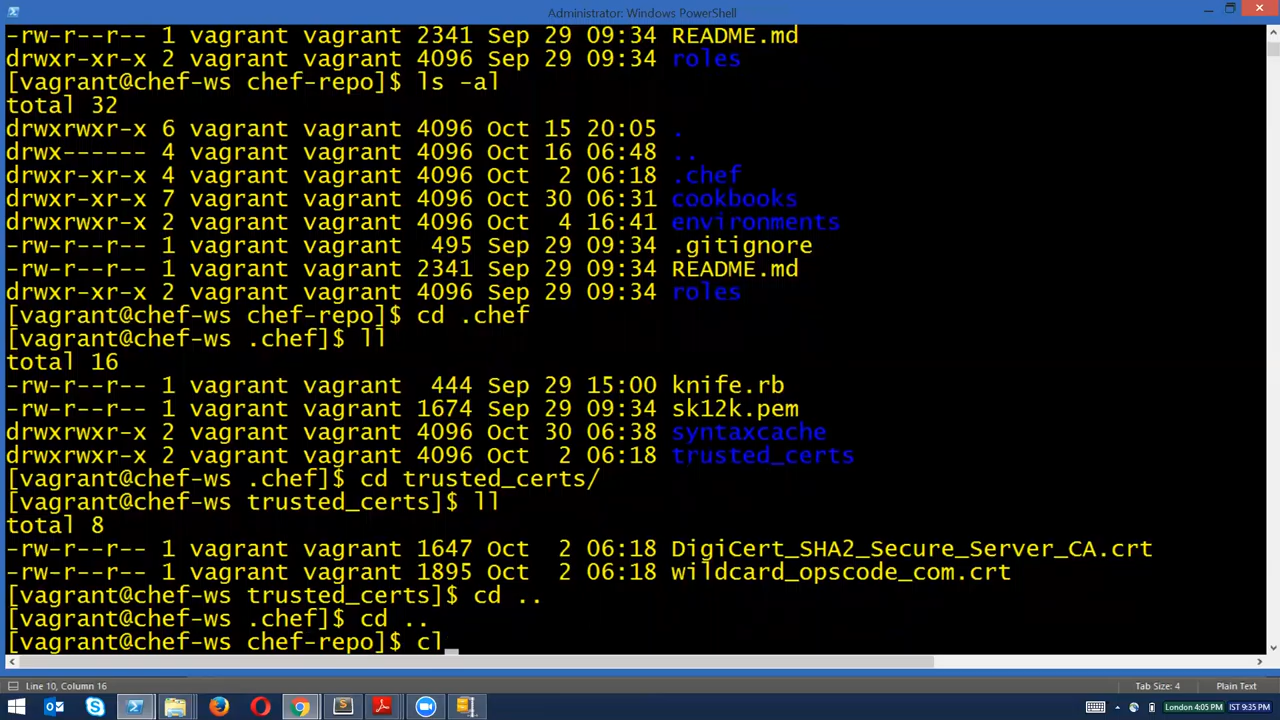 Administrator: Windows PowerShell
-rw-r--r-- 1 vagrant vagrant 2341 Sep 29 09:34 README.md
drwxr-xr-x 2 vagrant vagrant 4096 Sep 29 09:34 roles
[vagrant@chef-ws chef-repo]$ ls -al
total 32
drwxrwxr-x 6 vagrant vagrant 4096 Oct 15 20:05 .
drwx------ 4 vagrant vagrant 4096 Oct 16 06:48 ..
drwxr-xr-x 4 vagrant vagrant 4096 Oct  2 06:18 .chef
drwxr-xr-x 7 vagrant vagrant 4096 Oct 30 06:31 cookbooks
drwxrwxr-x 2 vagrant vagrant 4096 Oct  4 16:41 environments
-rw-r--r-- 1 vagrant vagrant  495 Sep 29 09:34 .gitignore
-rw-r--r-- 1 vagrant vagrant 2341 Sep 29 09:34 README.md
drwxr-xr-x 2 vagrant vagrant 4096 Sep 29 09:34 roles
[vagrant@chef-ws chef-repo]$ cd .chef
[vagrant@chef-ws .chef]$ ll
total 16
-rw-r--r-- 1 vagrant vagrant  444 Sep 29 15:00 knife.rb
-rw-r--r-- 1 vagrant vagrant 1674 Sep 29 09:34 sk12k.pem
drwxrwxr-x 2 vagrant vagrant 4096 Oct 30 06:38 syntaxcache
drwxrwxr-x 2 vagrant vagrant 4096 Oct  2 06:18 trusted_certs
[vagrant@chef-ws .chef]$ cd trusted_certs/
[vagrant@chef-ws trusted_certs]$ ll
total 8
-rw-r--r-- 1 vagrant vagrant 1647 Oct  2 06:18 DigiCert_SHA2_Secure_Server_CA.crt
-rw-r--r-- 1 vagrant vagrant 1895 Oct  2 06:18 wildcard_opscode_com.crt
[vagrant@chef-ws trusted_certs]$ cd ..
[vagrant@chef-ws .chef]$ cd ..
[vagrant@chef-ws chef-repo]$ cl
Line 10, Column 16 Tab Size: 4 Plain Text
London 4:05 PM IST 9:35 PM